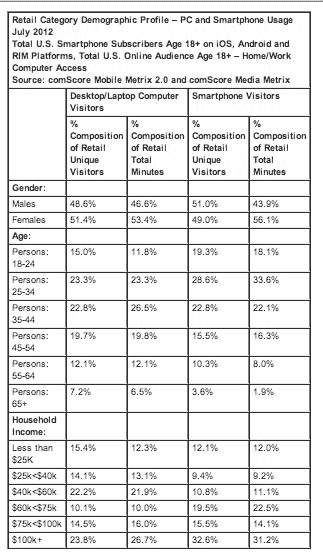 Retail Category Demographic Profile – PC and Smartphone Usage
July 2012
Total U.S. Smartphone Subscribers Age 18+ on iOS, Android and
RIM Platforms, Total U.S. Online Audience Age 18+ – Home/Work
Computer Access
Source: comScore Mobile Metrix 2.0 and comScore Media Metrix
Desktop/Laptop Computer Visitors Smartphone Visitors
% Composition of Retail Unique Visitors % Composition of Retail Total Minutes % Composition of Retail Unique Visitors % Composition of Retail Total Minutes
Gender:
Males 48.6% 46.6% 51.0% 43.9%
Females 51.4% 53.4% 49.0% 56.1%
Age:
Persons: 18-24 15.0% 11.8% 19.3% 18.1%
Persons: 25-34 23.3% 23.3% 28.6% 33.6%
Persons: 35-44 22.8% 26.5% 22.8% 22.1%
Persons: 45-54 19.7% 19.8% 15.5% 16.3%
Persons: 55-64 12.1% 12.1% 10.3% 8.0%
Persons: 65+ 7.2% 6.5% 3.6% 1.9%
Household Income:
Less than $25K 15.4% 12.3% 12.1% 12.0%
$25k<$40k 14.1% 13.1% 9.4% 9.2%
$40k<$60k 22.2% 21.9% 10.8% 11.1%
$60k<$75k 10.1% 10.0% 19.5% 22.5%
$75k<$100k 14.5% 16.0% 15.5% 14.1%
$100k+ 23.8% 26.7% 32.6% 31.2%